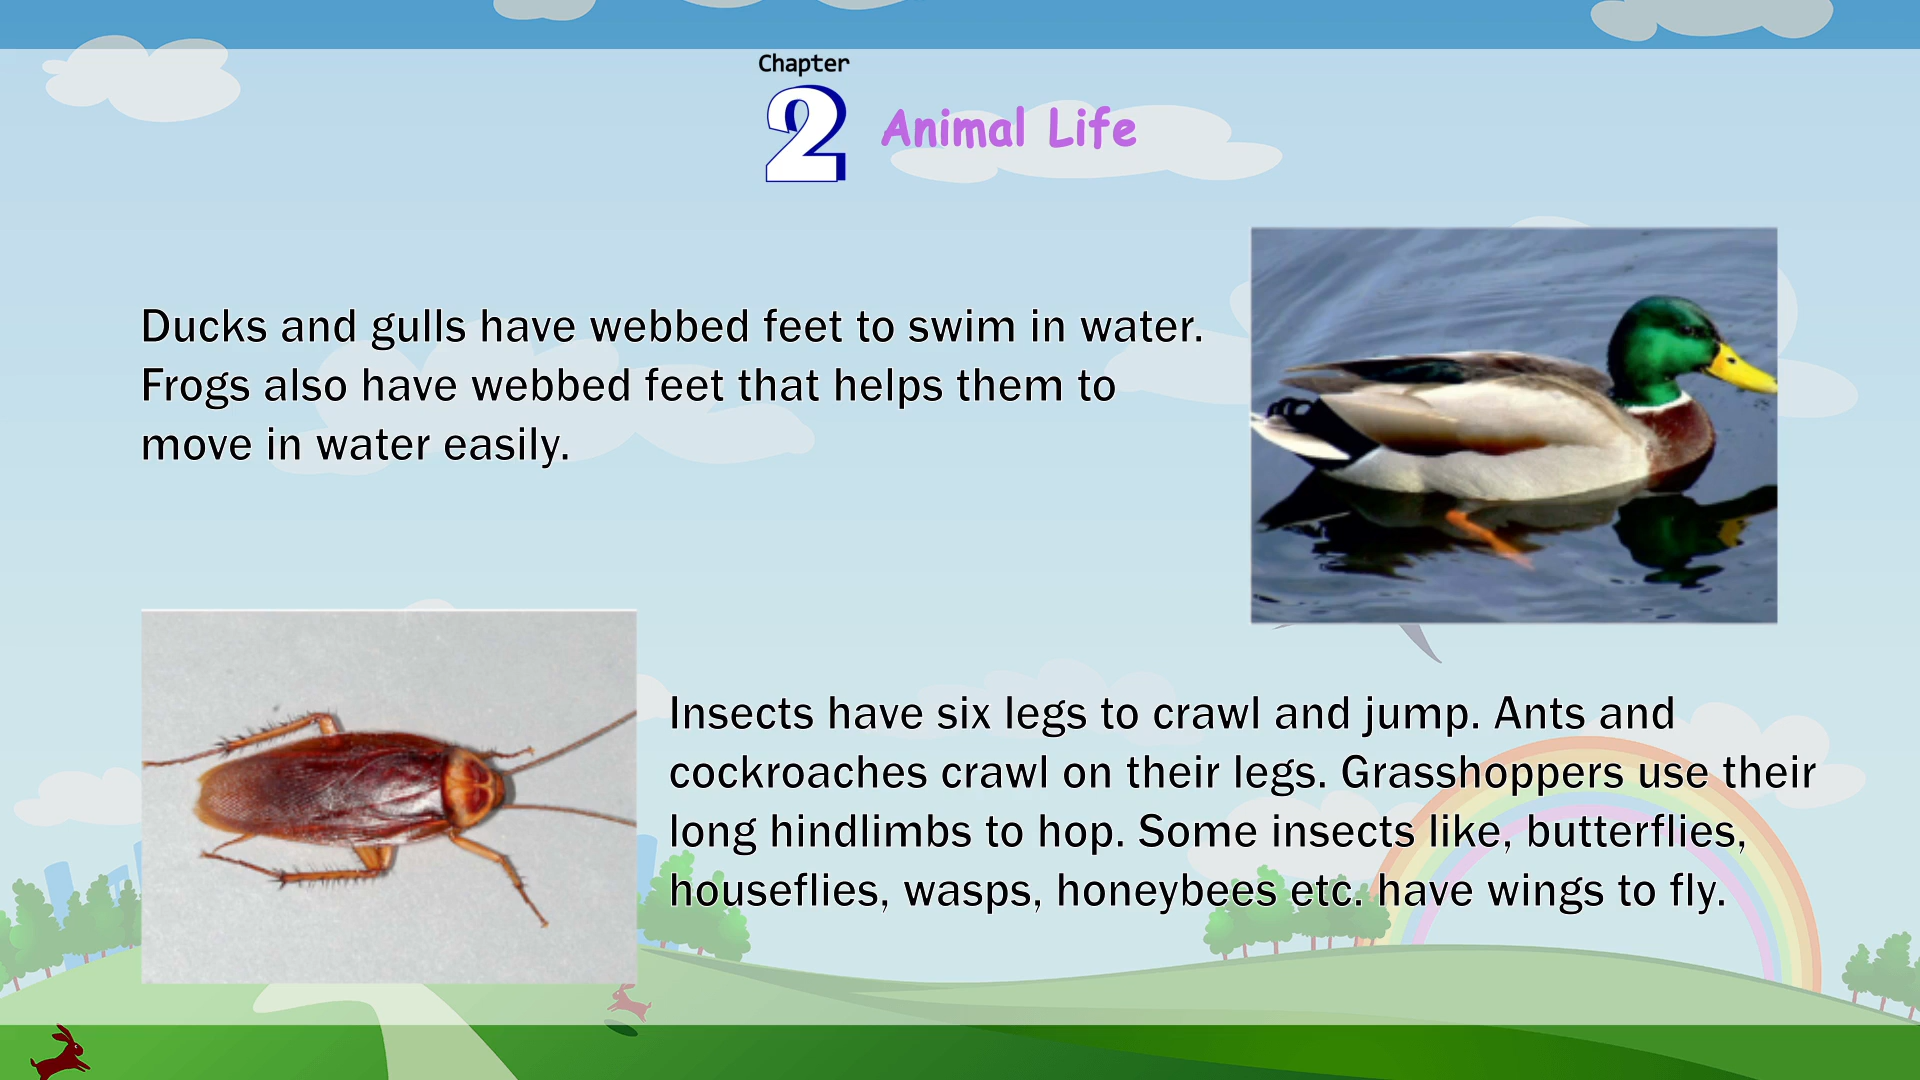 Chapter
2 Animal Life
Ducks and gulls have webbed feet to swim in water.
Frogs also have webbed feet that helps them to
move in water easily.
Insects have six legs to crawl and jump. Ants and
cockroaches crawl on their legs. Grasshoppers use their
long hindlimbs to hop. Some insects like, butterflies,
houseflies, wasps, honeybees etc. have wings to fly.